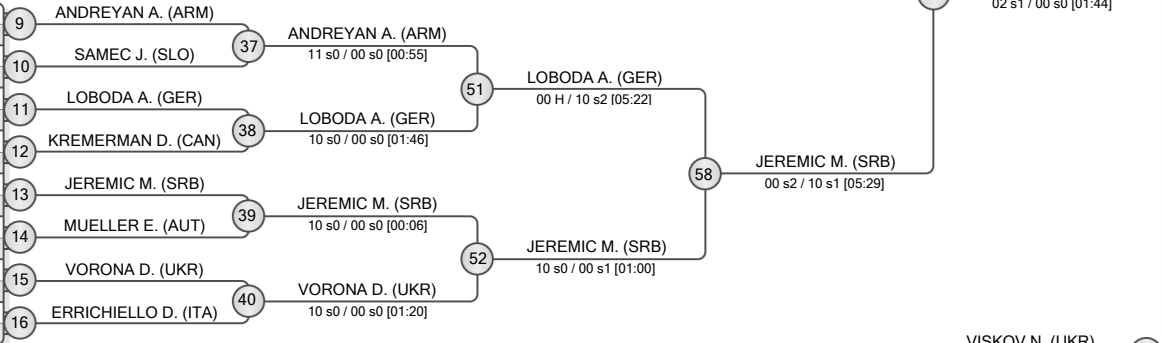 02 s1 / 00 s0 [01:44]
9
ANDREYAN A. (ARM)
37
ANDREYAN A. (ARM)
11 s0 / 00 s0 [00:55]
10
SAMEC J. (SLO)
51
LOBODA A. (GER)
00 H / 10 s2 [05:22]
11
LOBODA A. (GER)
38
LOBODA A. (GER)
10 s0 / 00 s0 [01:46]
12
KREMERMAN D. (CAN)
58
JEREMIC M. (SRB)
00 s2 / 10 s1 [05:29]
13
JEREMIC M. (SRB)
39
JEREMIC M. (SRB)
10 s0 / 00 s0 [00:06]
14
MUELLER E. (AUT)
52
JEREMIC M. (SRB)
10 s0 / 00 s1 [01:00]
15
VORONA D. (UKR)
40
VORONA D. (UKR)
10 s0 / 00 s0 [01:20]
16
ERRICHIELLO D. (ITA)
VISKOV N. (UKR)